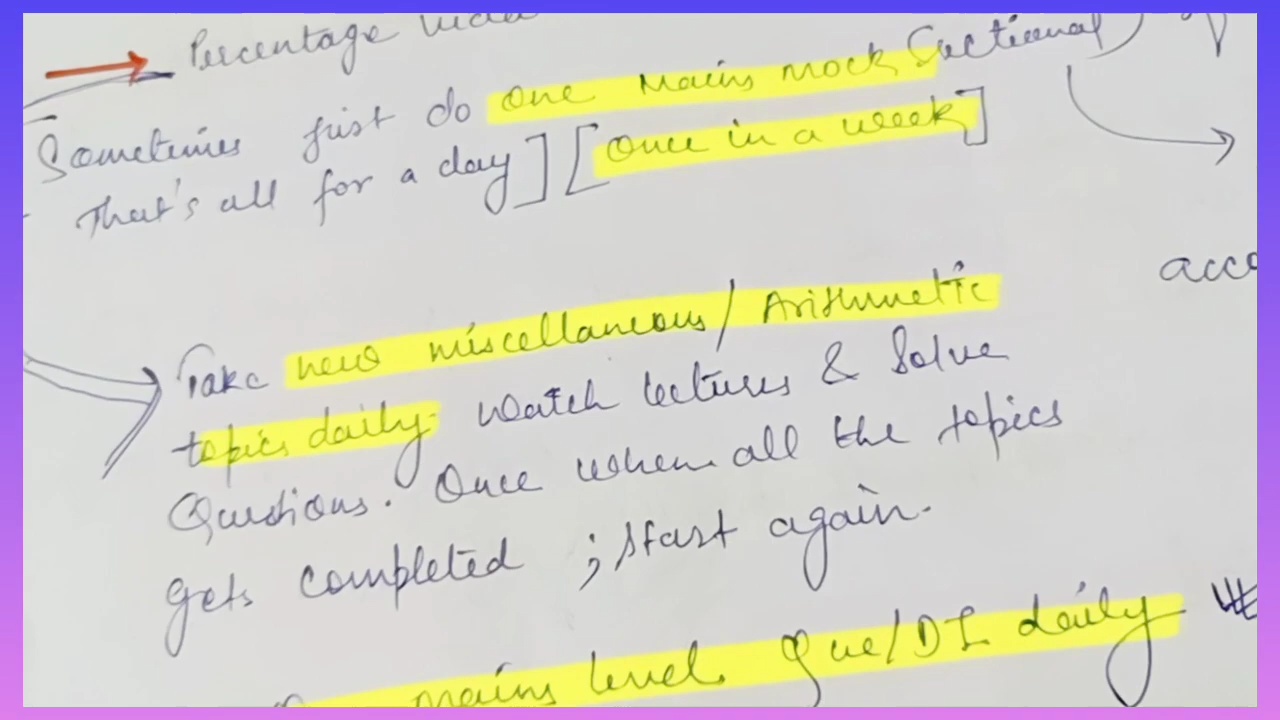 Percentage
Sometimes just do one Mains mock Sectional)
That's all for a day] [Once in a week]
acco
Take new miscellaneous/Arithmetic
topics daily. Watch lectures & Solve
Questions. Once when all the topics
gets completed ; start again.
mains level Que/DI daily